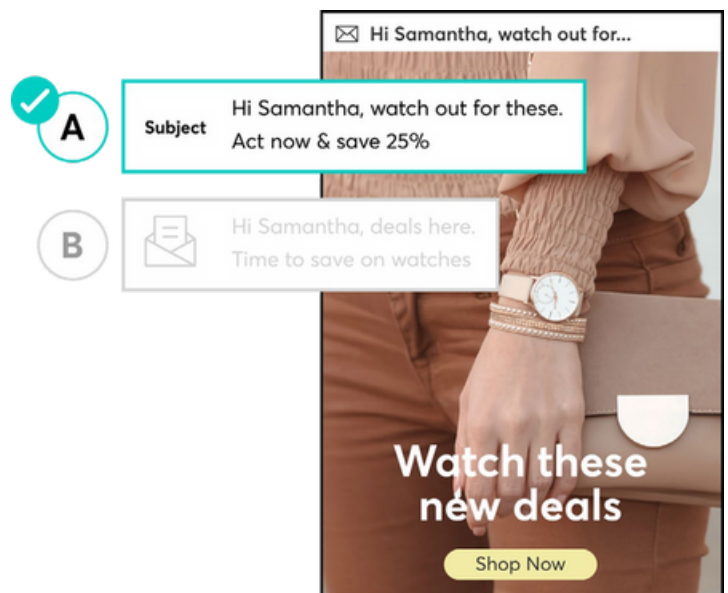 Hi Samantha, watch out for...
A
Subject
Hi Samantha, watch out for these.
Act now & save 25%
B
Hi Samantha, deals here.
Time to save on watches
Watch these
new deals
Shop Now